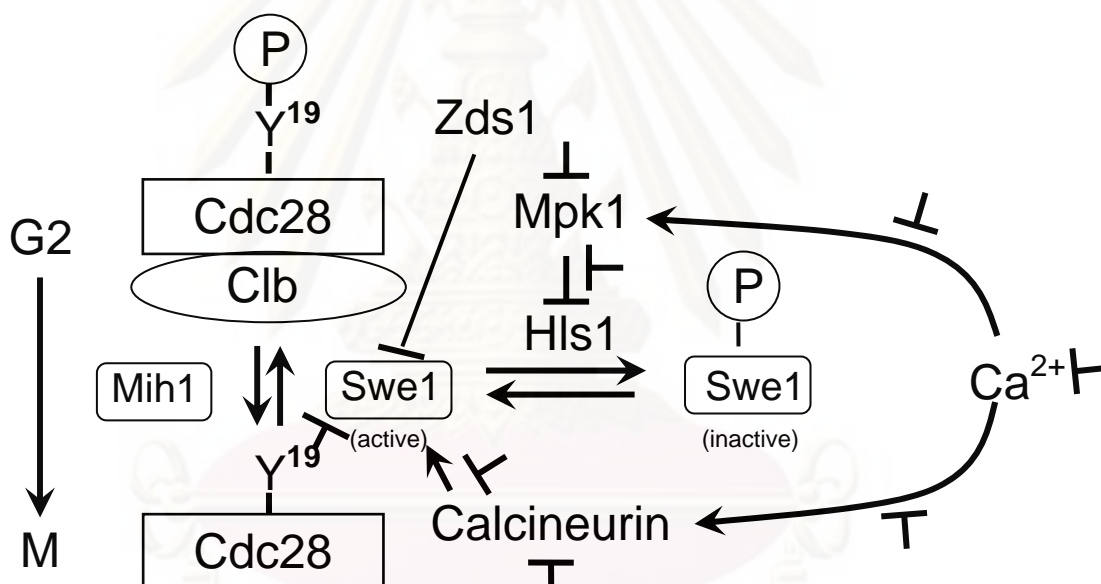 P
Y19
Zds1
Cdc28
Mpk1
G2
Clb
P
Hls1
Mih1
Swe1
Swe1
Ca2+
(active)
(inactive)
Y19
Calcineurin
M
Cdc28